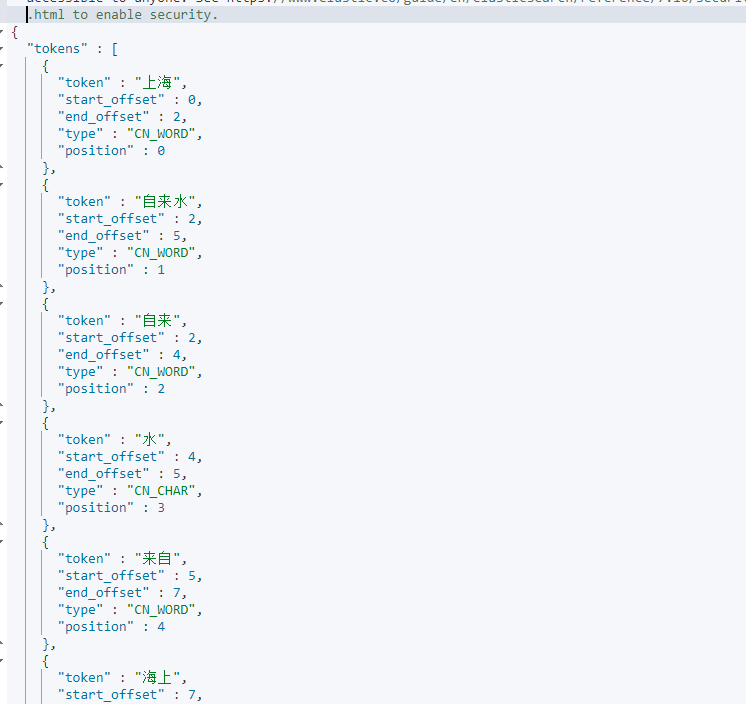 .html to enable security.
{
"tokens" : [
{
"token" : "上海",
"start_offset" : 0,
"end_offset" : 2,
"type" : "CN_WORD",
"position" : 0
},
{
"token" : "自来水",
"start_offset" : 2,
"end_offset" : 5,
"type" : "CN_WORD",
"position" : 1
},
{
"token" : "自来",
"start_offset" : 2,
"end_offset" : 4,
"type" : "CN_WORD",
"position" : 2
},
{
"token" : "水",
"start_offset" : 4,
"end_offset" : 5,
"type" : "CN_CHAR",
"position" : 3
},
{
"token" : "来自",
"start_offset" : 5,
"end_offset" : 7,
"type" : "CN_WORD",
"position" : 4
},
{
"token" : "海上",
"start_offset" : 7,